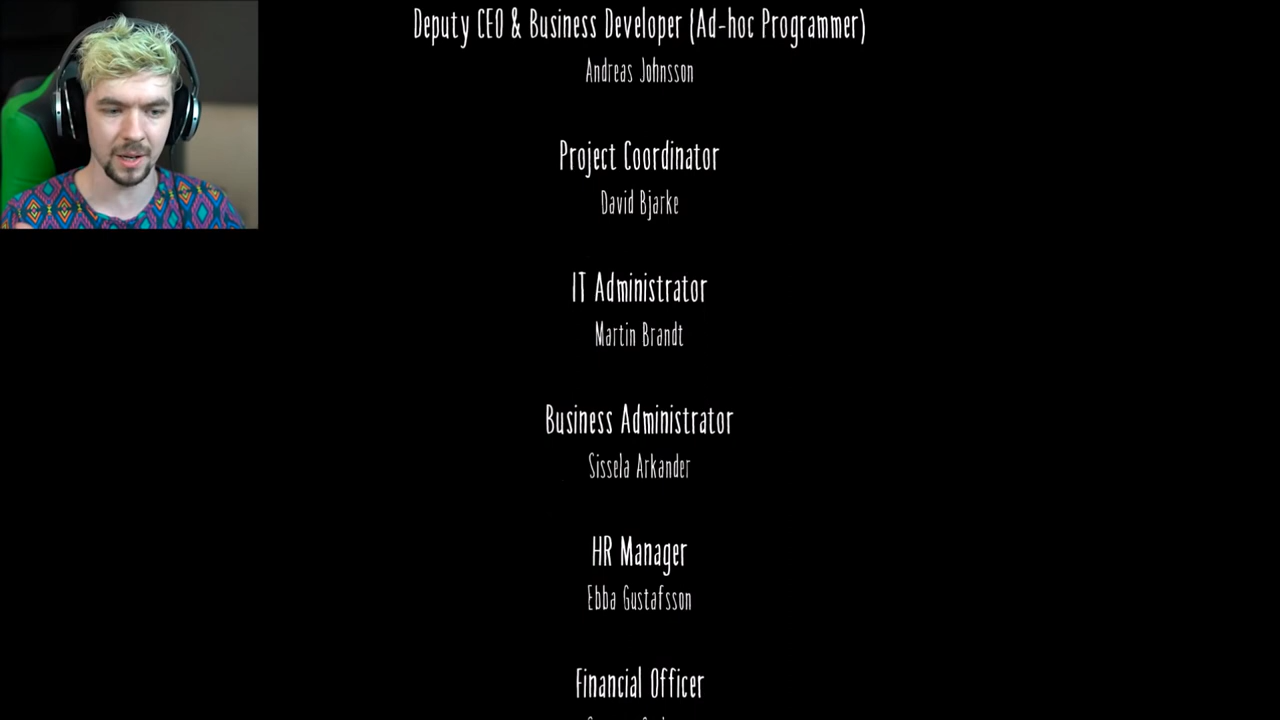 Deputy CEO & Business Developer (Ad-hoc Programmer)
Andreas Johnsson
Project Coordinator
David Bjarke
IT Administrator
Martin Brandt
Business Administrator
Sissela Arkander
HR Manager
Ebba Gustafsson
Financial Officer